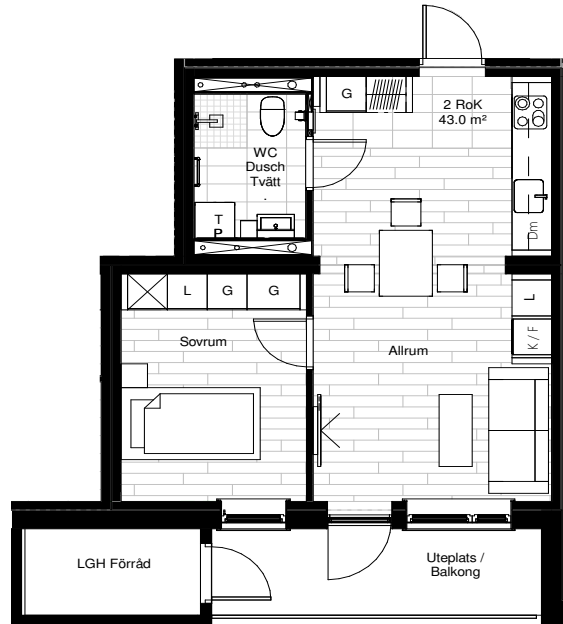 G
2 RoK
43.0 m²
WC
Dusch
Tvätt
T
P
Dm
L
G
G
L
K / F
Sovrum
Allrum
LGH Förråd
Uteplats /
Balkong